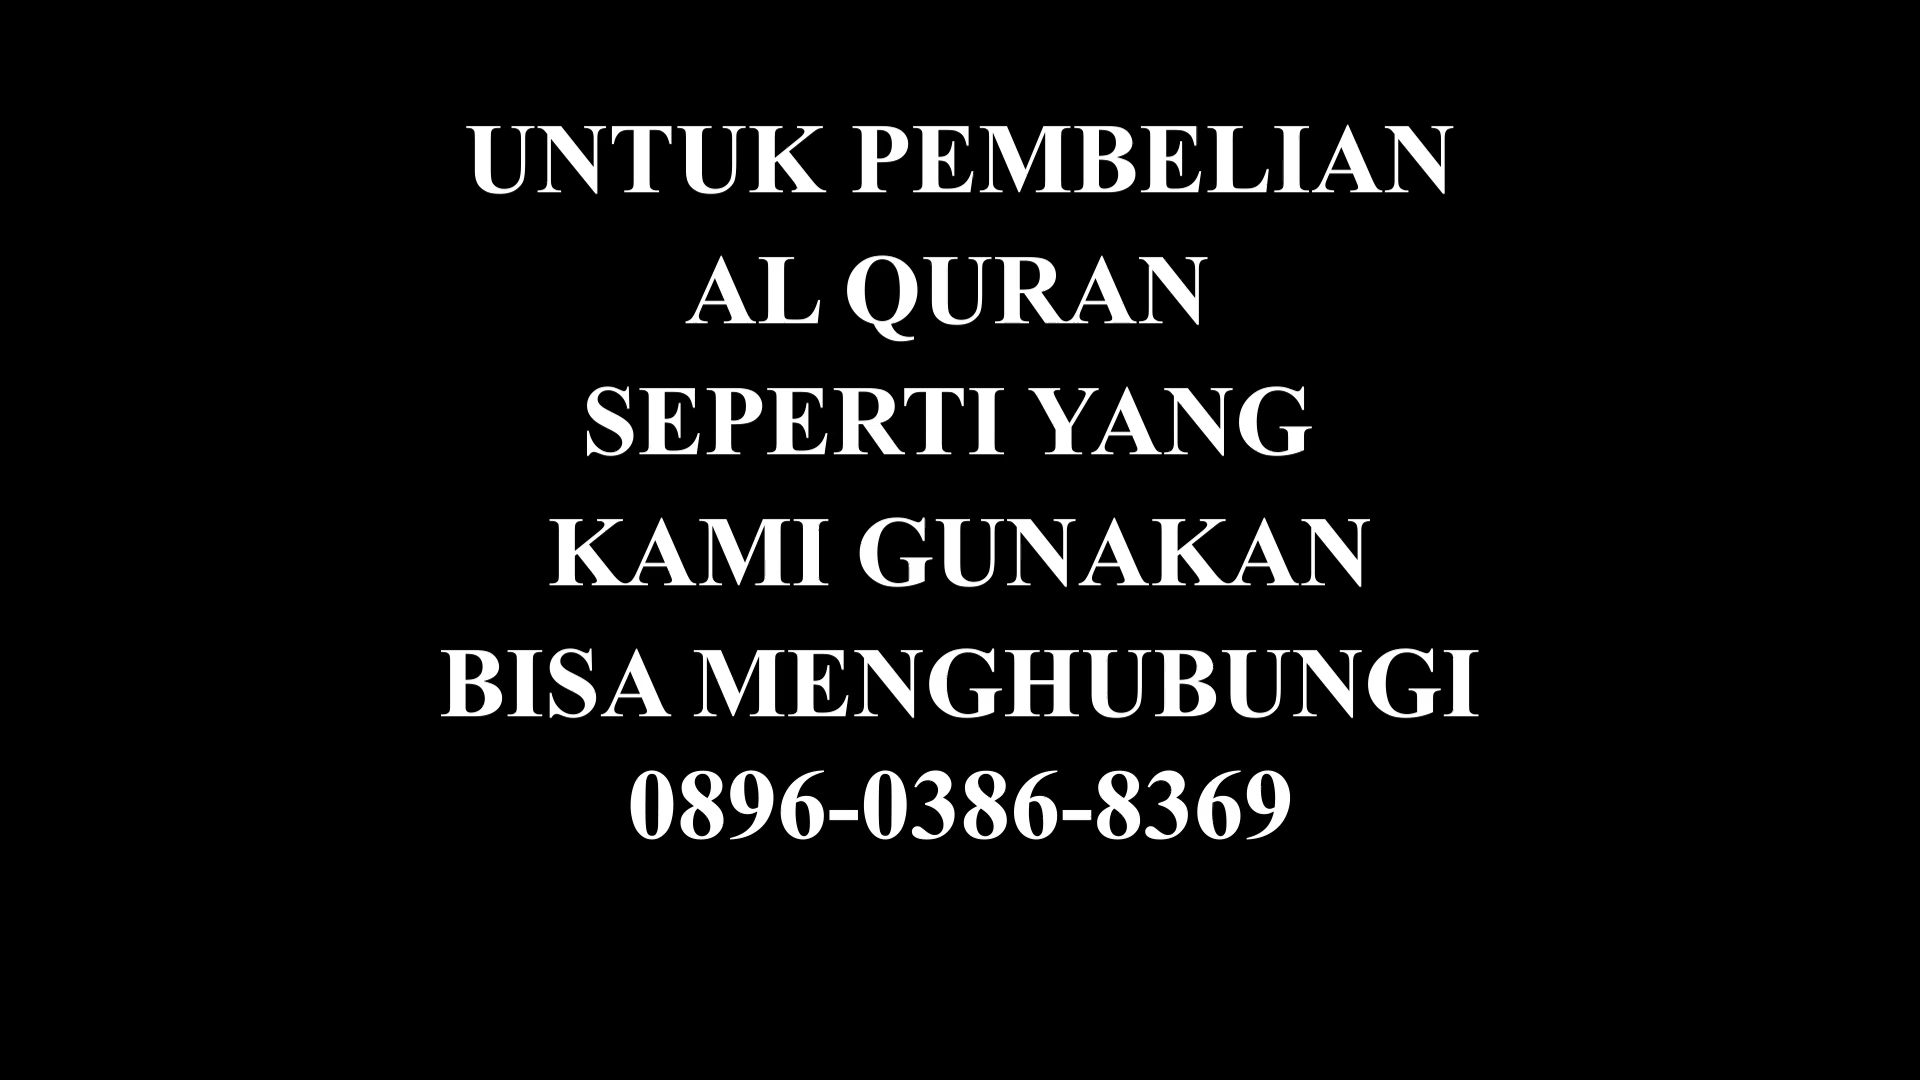 UNTUK PEMBELIAN
AL QURAN
SEPERTI YANG
KAMI GUNAKAN
BISA MENGHUBUNGI
0896-0386-8369